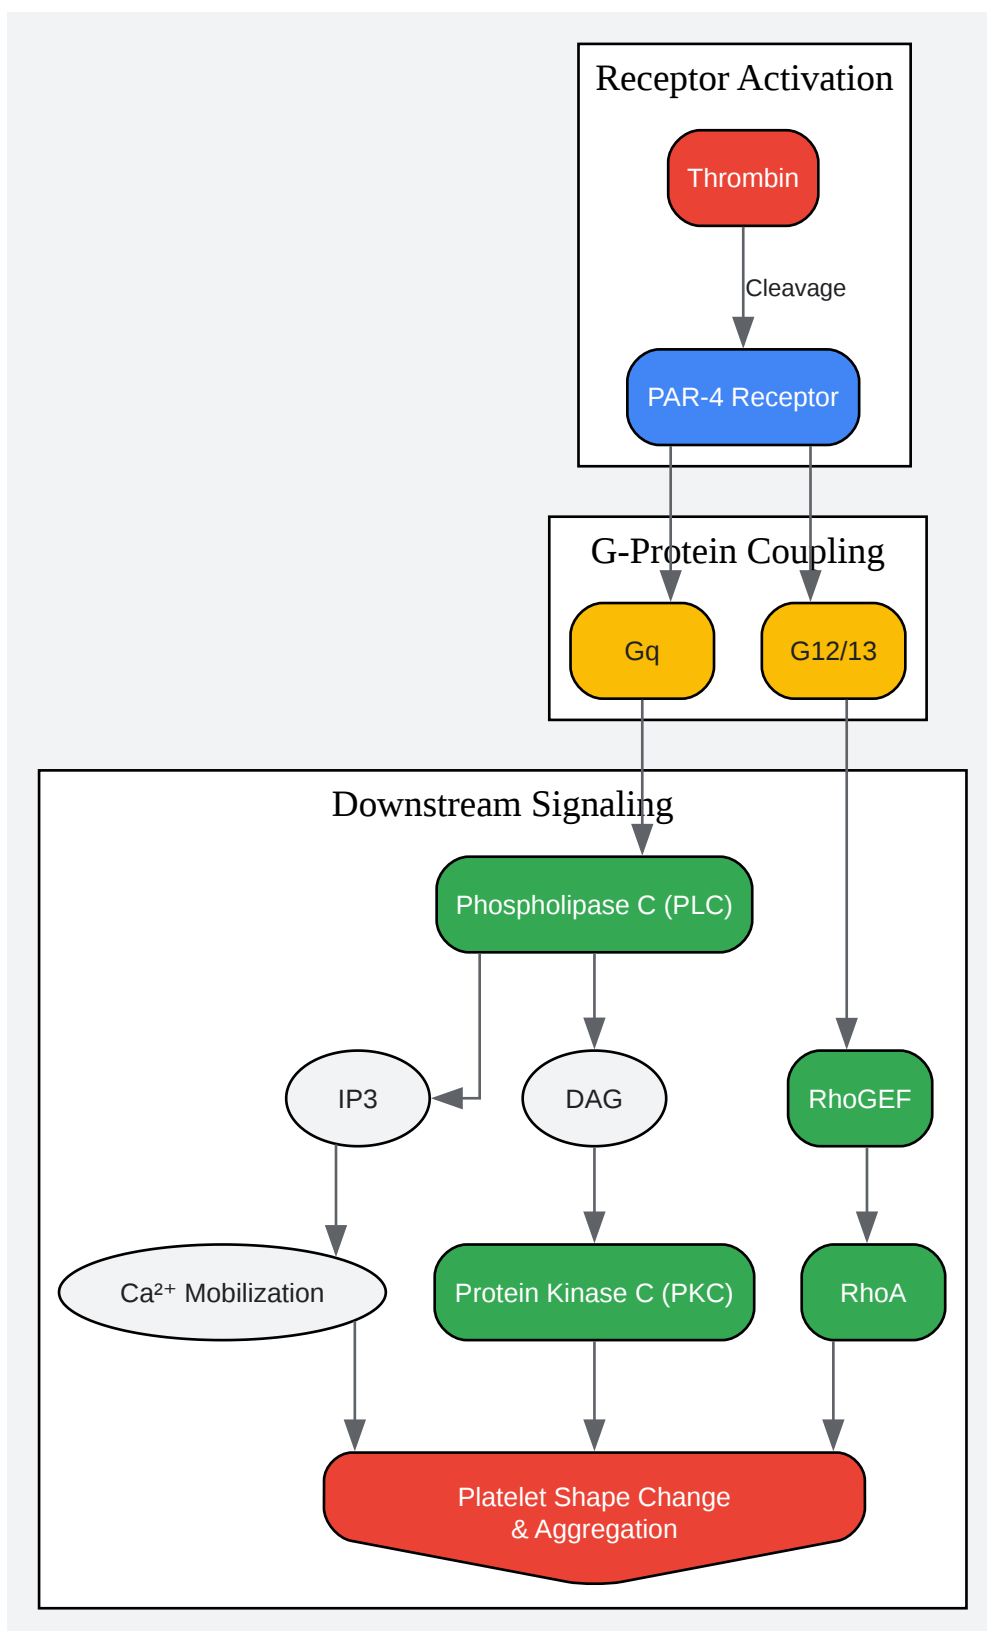 Receptor Activation
Thrombin
Cleavage
PAR-4 Receptor
G-Protein Coupling
Gq
G12/13
Downstream Signaling
Phospholipase C (PLC)
IP3
DAG
RhoGEF
Ca²⁺ Mobilization
Protein Kinase C (PKC)
RhoA
Platelet Shape Change
& Aggregation